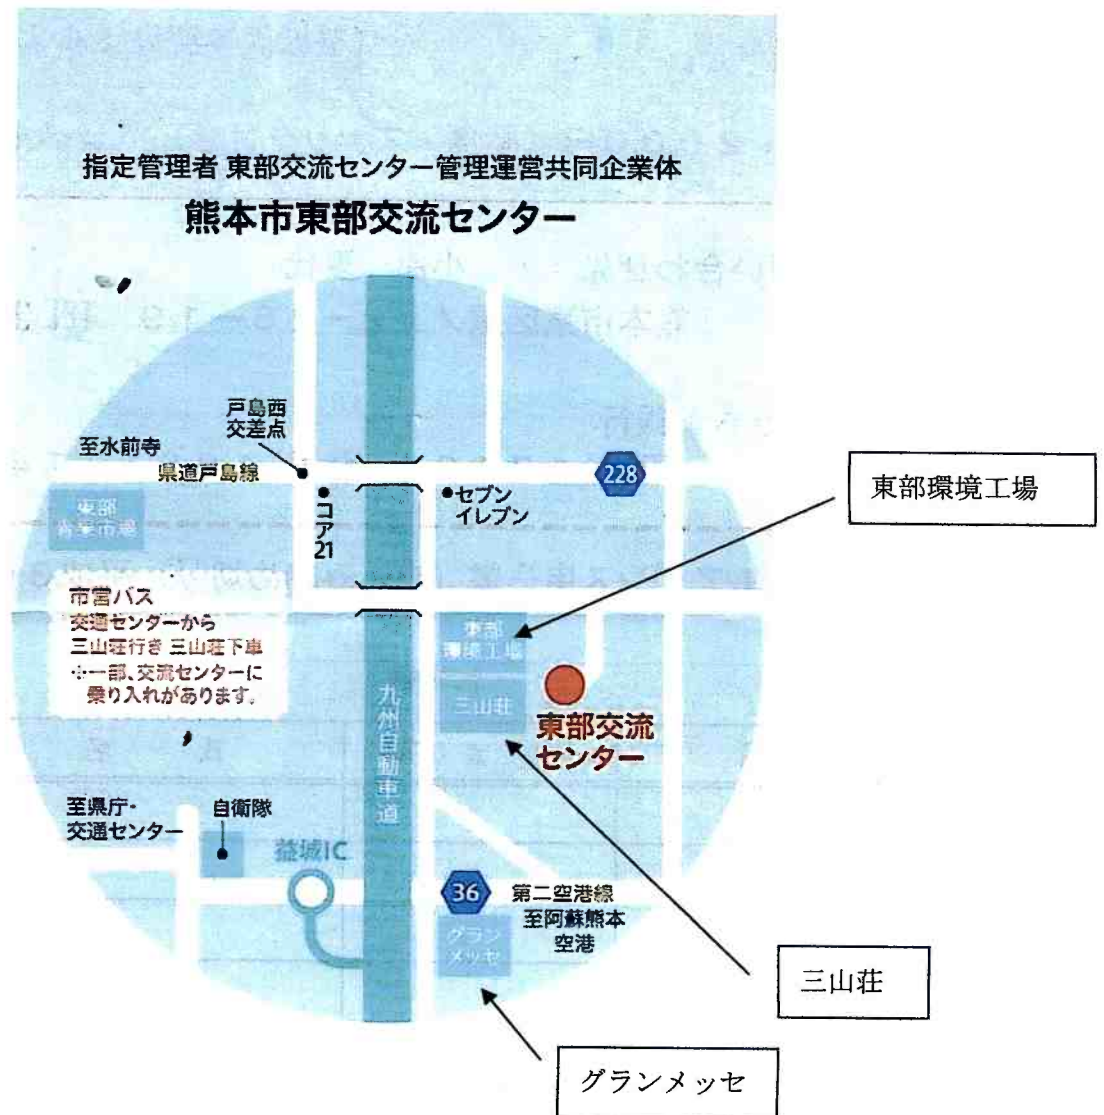 指定管理者 東部交流センター管理運営共同企業体
熊本市東部交流センター
戸島西
交差点
至水前寺
県道戸島線
228
東部環境工場
東部
青果市場
コア21
セブン
イレブン
市営バス
交通センターから
三山荘行き 三山荘下車
※一部、交流センターに
乗り入れがあります。
東部
環境工場
三山荘
東部交流
センター
九州自動車道
至県庁・
交通センター
自衛隊
益城IC
36
第二空港線
至阿蘇熊本
空港
グラン
メッセ
三山荘
グランメッセ